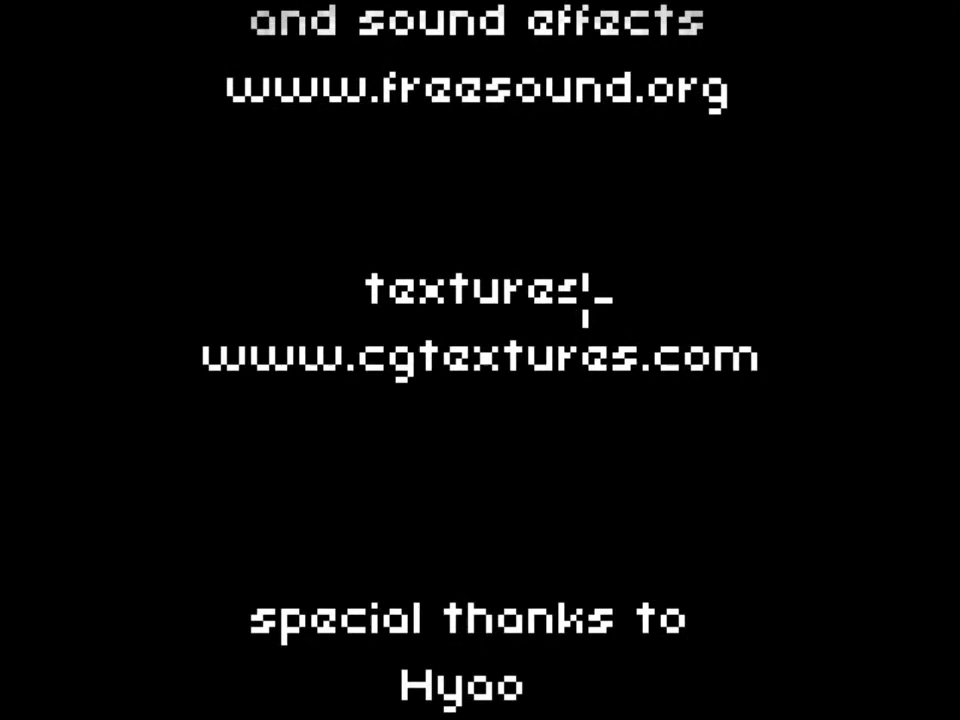 and sound effects
www.freesound.org
textures
www.cgtextures.com
special thanks to
Hyao